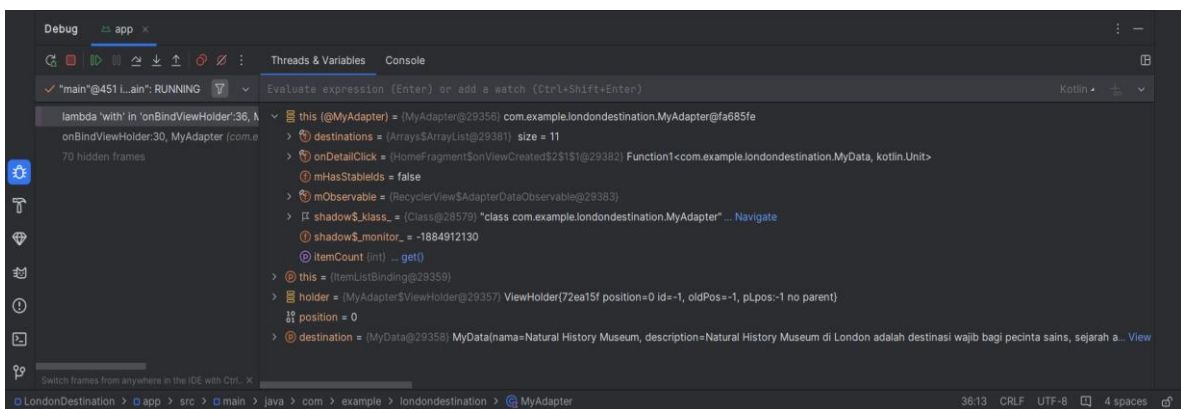 Debug app
Threads & Variables Console
"main"@451 i...ain": RUNNING
Evaluate expression (Enter) or add a watch (Ctrl+Shift+Enter) Kotlin
lambda 'with' in 'onBindViewHolder':36, M
onBindViewHolder:30, MyAdapter (com.e
70 hidden frames
this (@MyAdapter) = {MyAdapter@29356} com.example.londondestination.MyAdapter@fa685fe
destinations = {Arrays$ArrayList@29381} size = 11
onDetailClick = {HomeFragment$onViewCreated$2$1$1@29382} Function1<com.example.londondestination.MyData, kotlin.Unit>
mHasStableIds = false
mObservable = {RecyclerView$AdapterDataObservable@29383}
shadow$_klass_ = {Class@28579} "class com.example.londondestination.MyAdapter" ... Navigate
shadow$_monitor_ = -1884912130
itemCount (int) ... get()
this = {ItemListBinding@29359}
holder = {MyAdapter$ViewHolder@29357} ViewHolder{72ea15f position=0 id=-1, oldPos=-1, pLpos:-1 no parent}
position = 0
destination = {MyData@29358} MyData(nama=Natural History Museum, description=Natural History Museum di London adalah destinasi wajib bagi pecinta sains, sejarah a... View
Switch frames from anywhere in the IDE with Ctrl..
LondonDestination > app > src > main > java > com > example > londondestination > MyAdapter
36:13 CRLF UTF-8 4 spaces